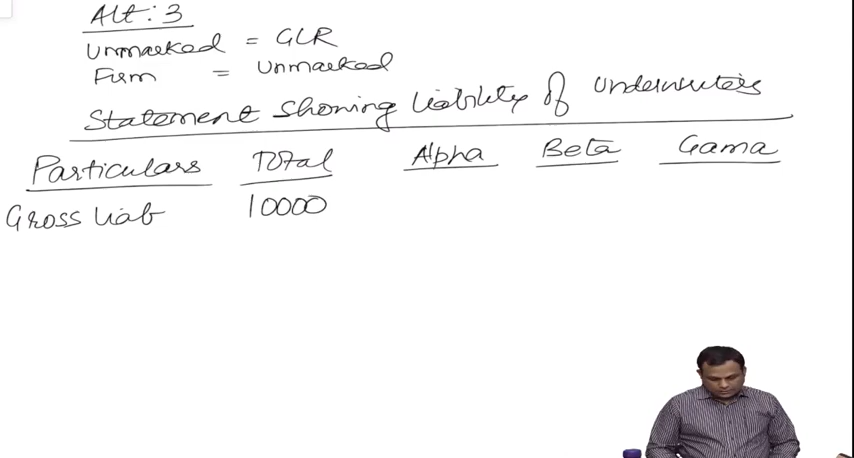 Alt: 3
Unmarked = GLR
Firm = Unmarked
Statement Showing Liability of Underwriters
Particulars Total Alpha Beta Gama
Gross Liab 10000